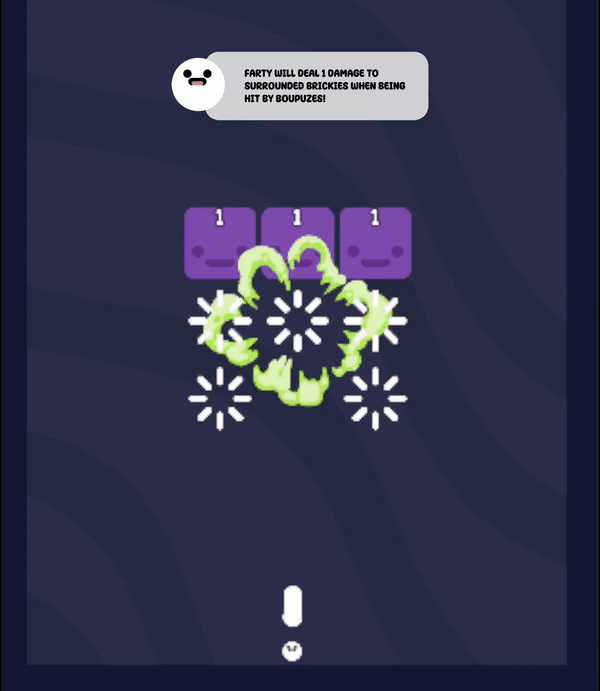 FARTY WILL DEAL 1 DAMAGE TO
SURROUNDED BRICKIES WHEN BEING
HIT BY BOUPUZES!
1 1 1